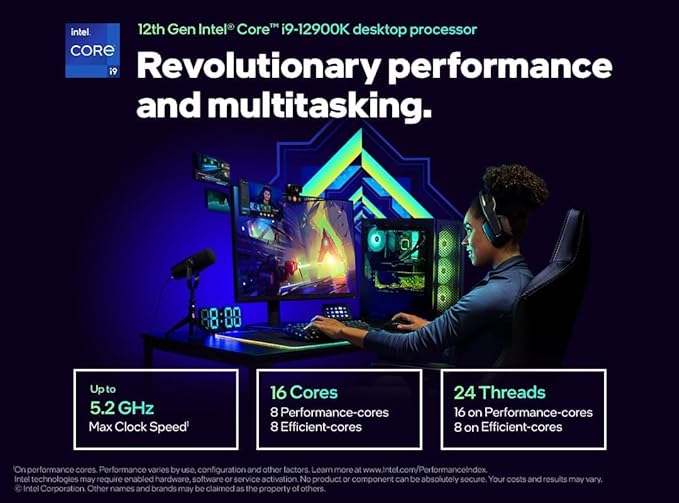 intel.
CORE
i9
12th Gen Intel® Core™ i9-12900K desktop processor
Revolutionary performance
and multitasking.
8:00
Up to
5.2 GHz
Max Clock Speed¹
16 Cores
8 Performance-cores
8 Efficient-cores
24 Threads
16 on Performance-cores
8 on Efficient-cores
¹On performance cores. Performance varies by use, configuration and other factors. Learn more at www.Intel.com/PerformanceIndex.
Intel technologies may require enabled hardware, software or service activation. No product or component can be absolutely secure. Your costs and results may vary.
© Intel Corporation. Other names and brands may be claimed as the property of others.